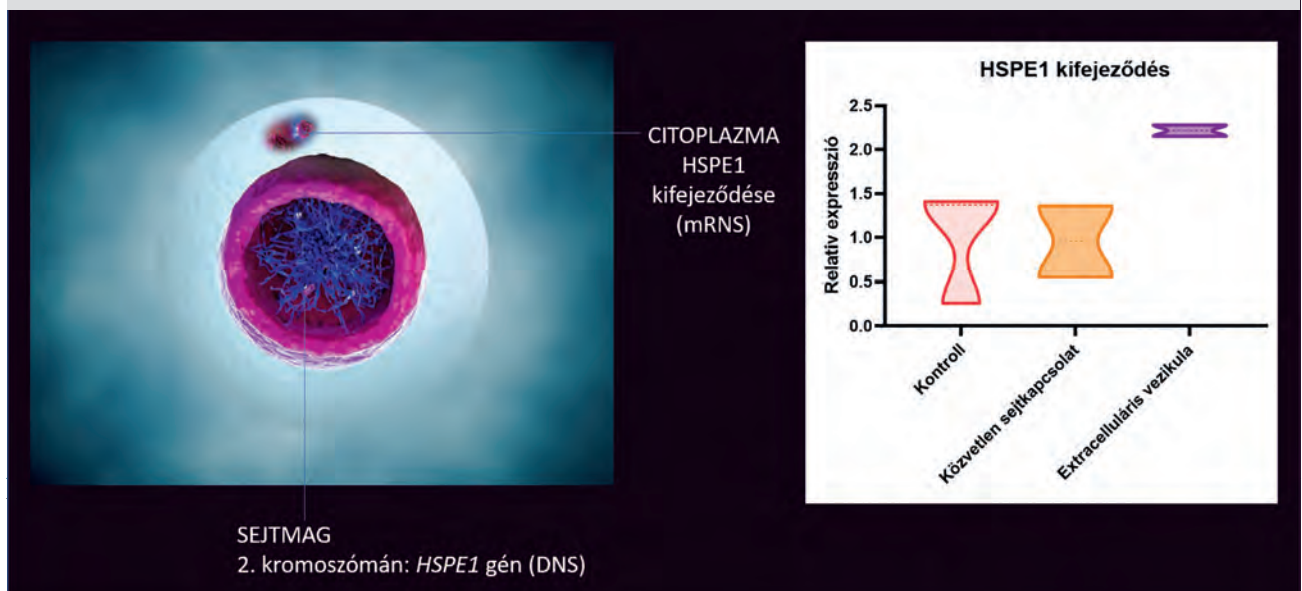 CITOPLAZMA
HSPE1
kifejeződése
(mRNS)
SEJTMAG
2. kromoszómán: HSPE1 gén (DNS)
HSPE1 kifejeződés
Relatív expresszió
2.5
2.0
1.5
1.0
0.5
0.0
Kontroll
Közvetlen sejtkapcsolat
Extracelluláris vezikula